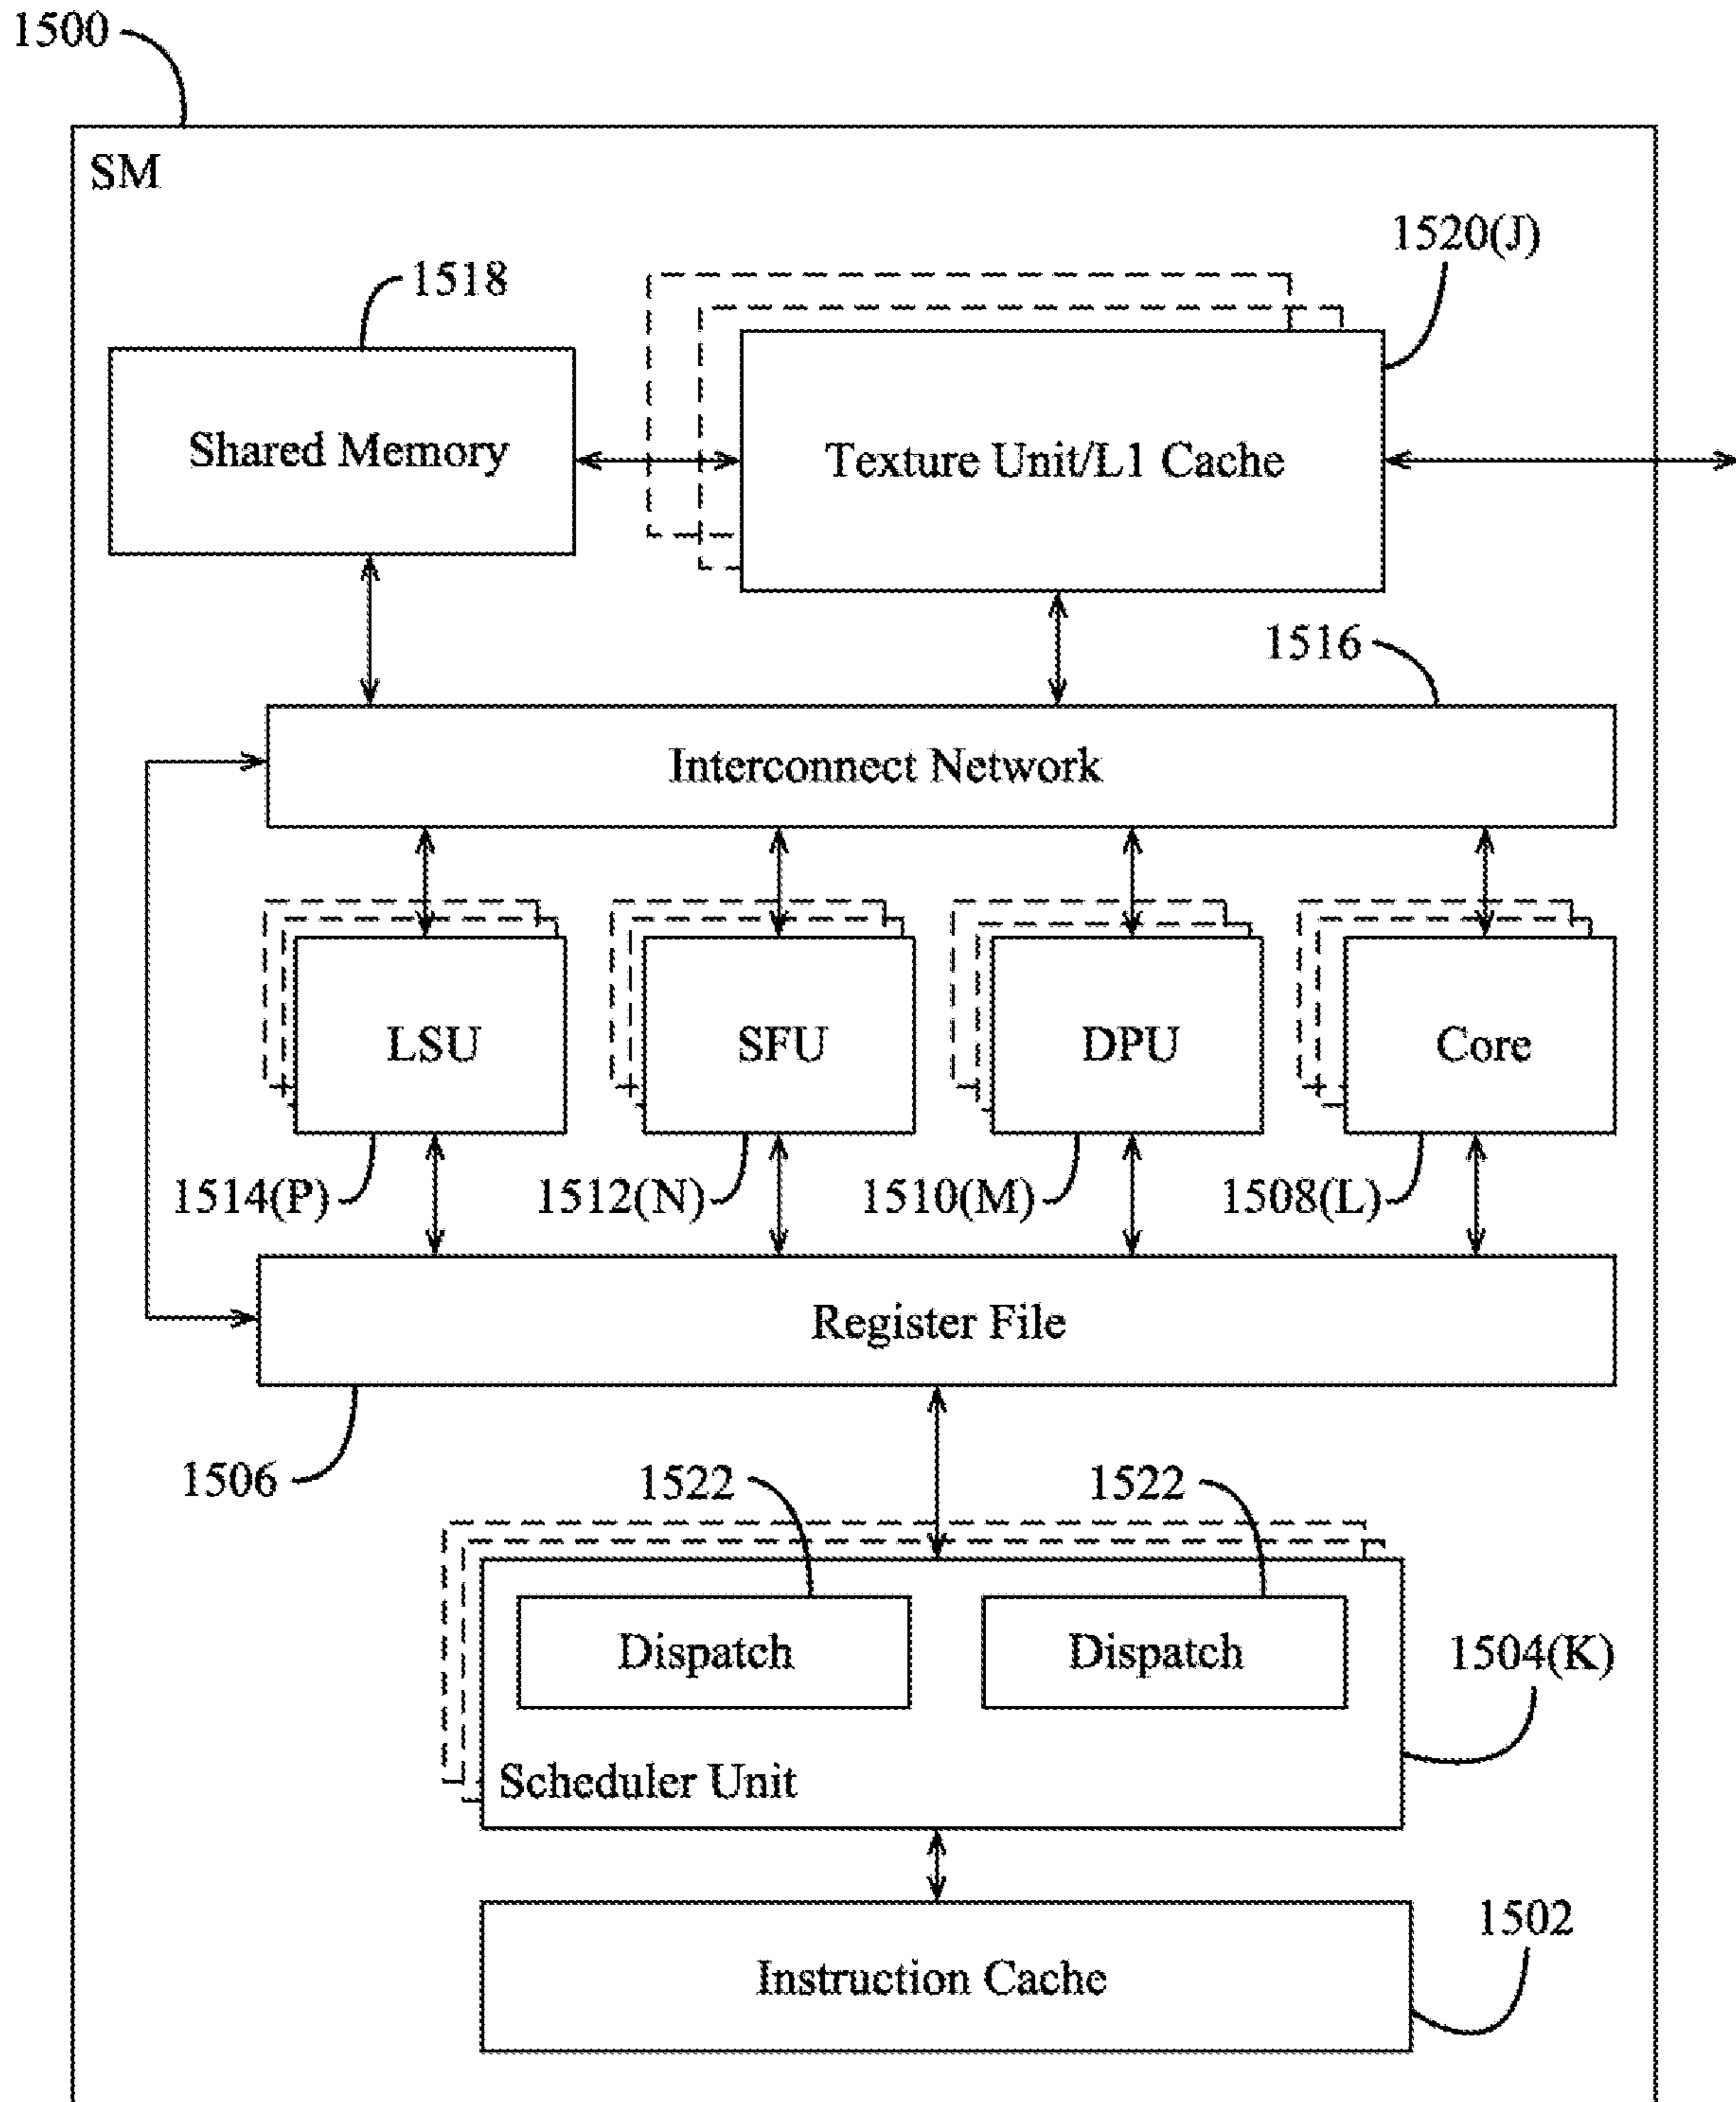 1500
SM
1520(J)
1518
Shared Memory
Texture Unit/L1 Cache
1516
Interconnect Network
LSU
SFU
DPU
Core
1514(P)
1512(N)
1510(M)
1508(L)
Register File
1506
1522
1522
Dispatch
Dispatch
1504(K)
Scheduler Unit
1502
Instruction Cache